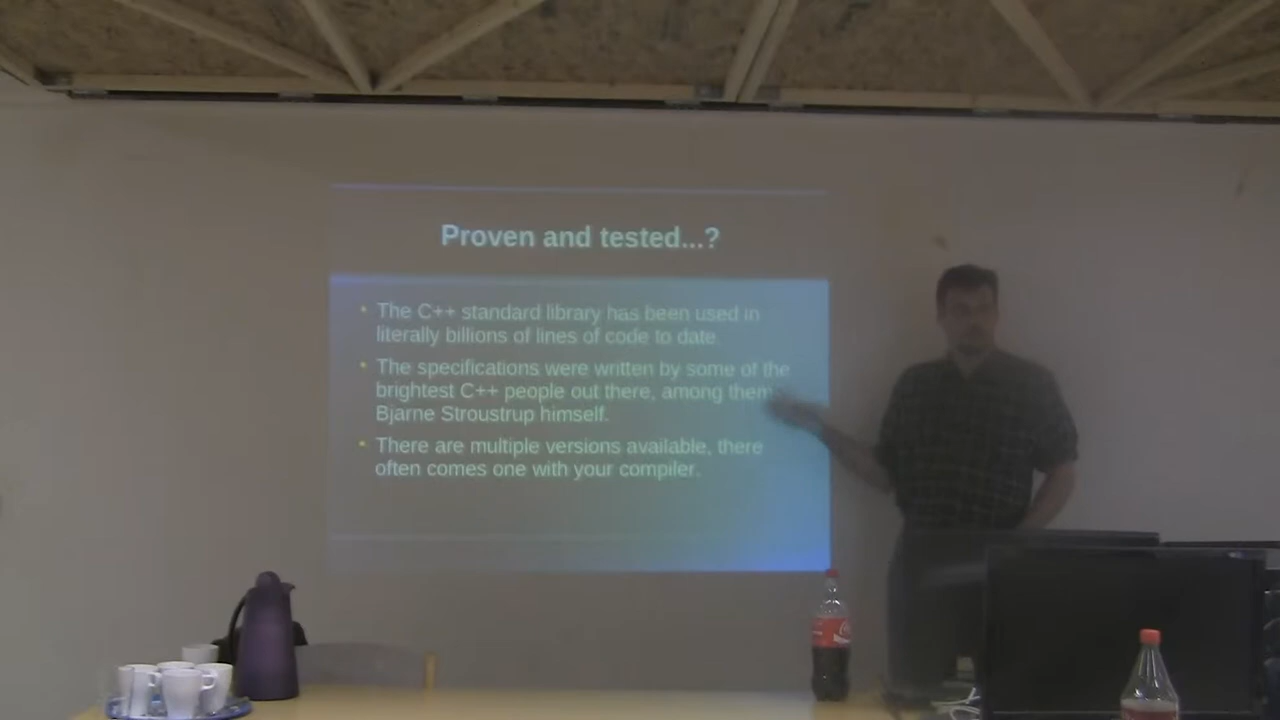 Proven and tested...?
The C++ standard library has been used in
literally billions of lines of code to date.
The specifications were written by some of the
brightest C++ people out there, among them
Bjarne Stroustrup himself.
There are multiple versions available, there
often comes one with your compiler.